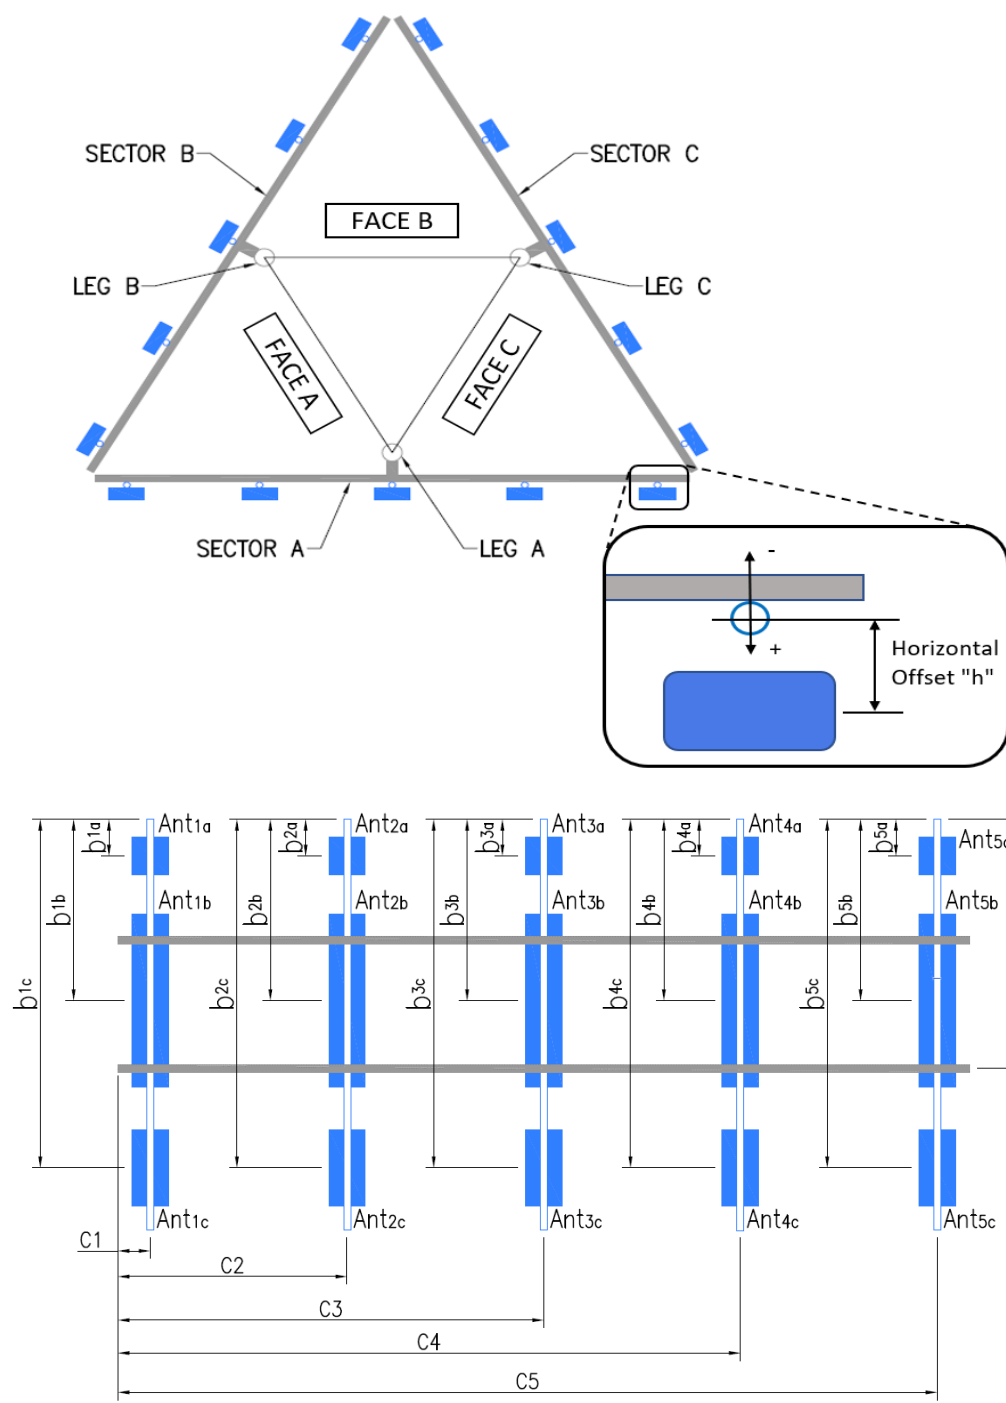 SECTOR B
SECTOR C
FACE B
LEG B
LEG C
FACE A
FACE C
SECTOR A
LEG A
-
+
Horizontal
Offset "h"
b1a
Ant1a
b2a
Ant2a
b3a
Ant3a
b4a
Ant4a
b5a
Ant5a
b1b
Ant1b
b2b
Ant2b
b3b
Ant3b
b4b
Ant4b
b5b
Ant5b
b1c
b2c
b3c
b4c
b5c
Ant1c
Ant2c
Ant3c
Ant4c
Ant5c
C1
C2
C3
C4
C5